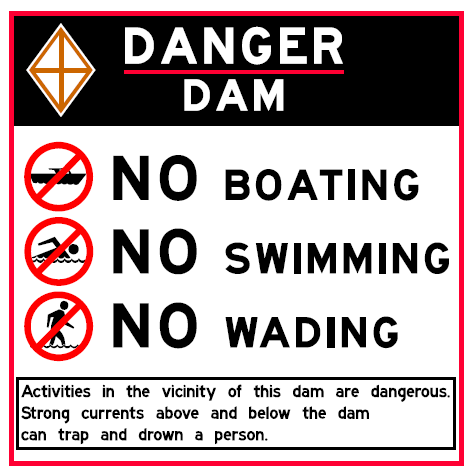 DANGER
DAM
NO BOATING
NO SWIMMING
NO WADING
Activities in the vicinity of this dam are dangerous.
Strong currents above and below the dam
can trap and drown a person.